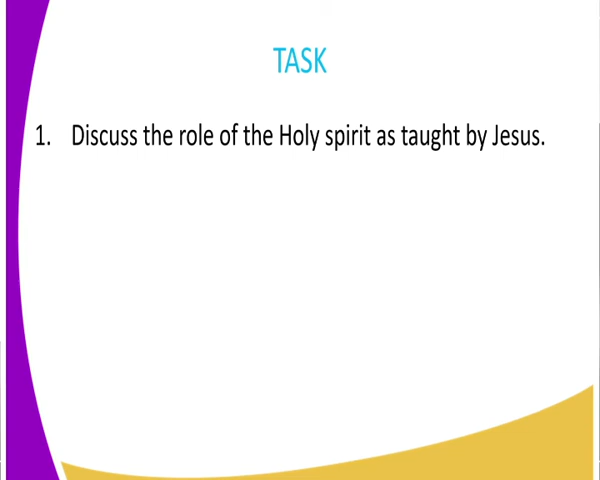 TASK
1. Discuss the role of the Holy spirit as taught by Jesus.